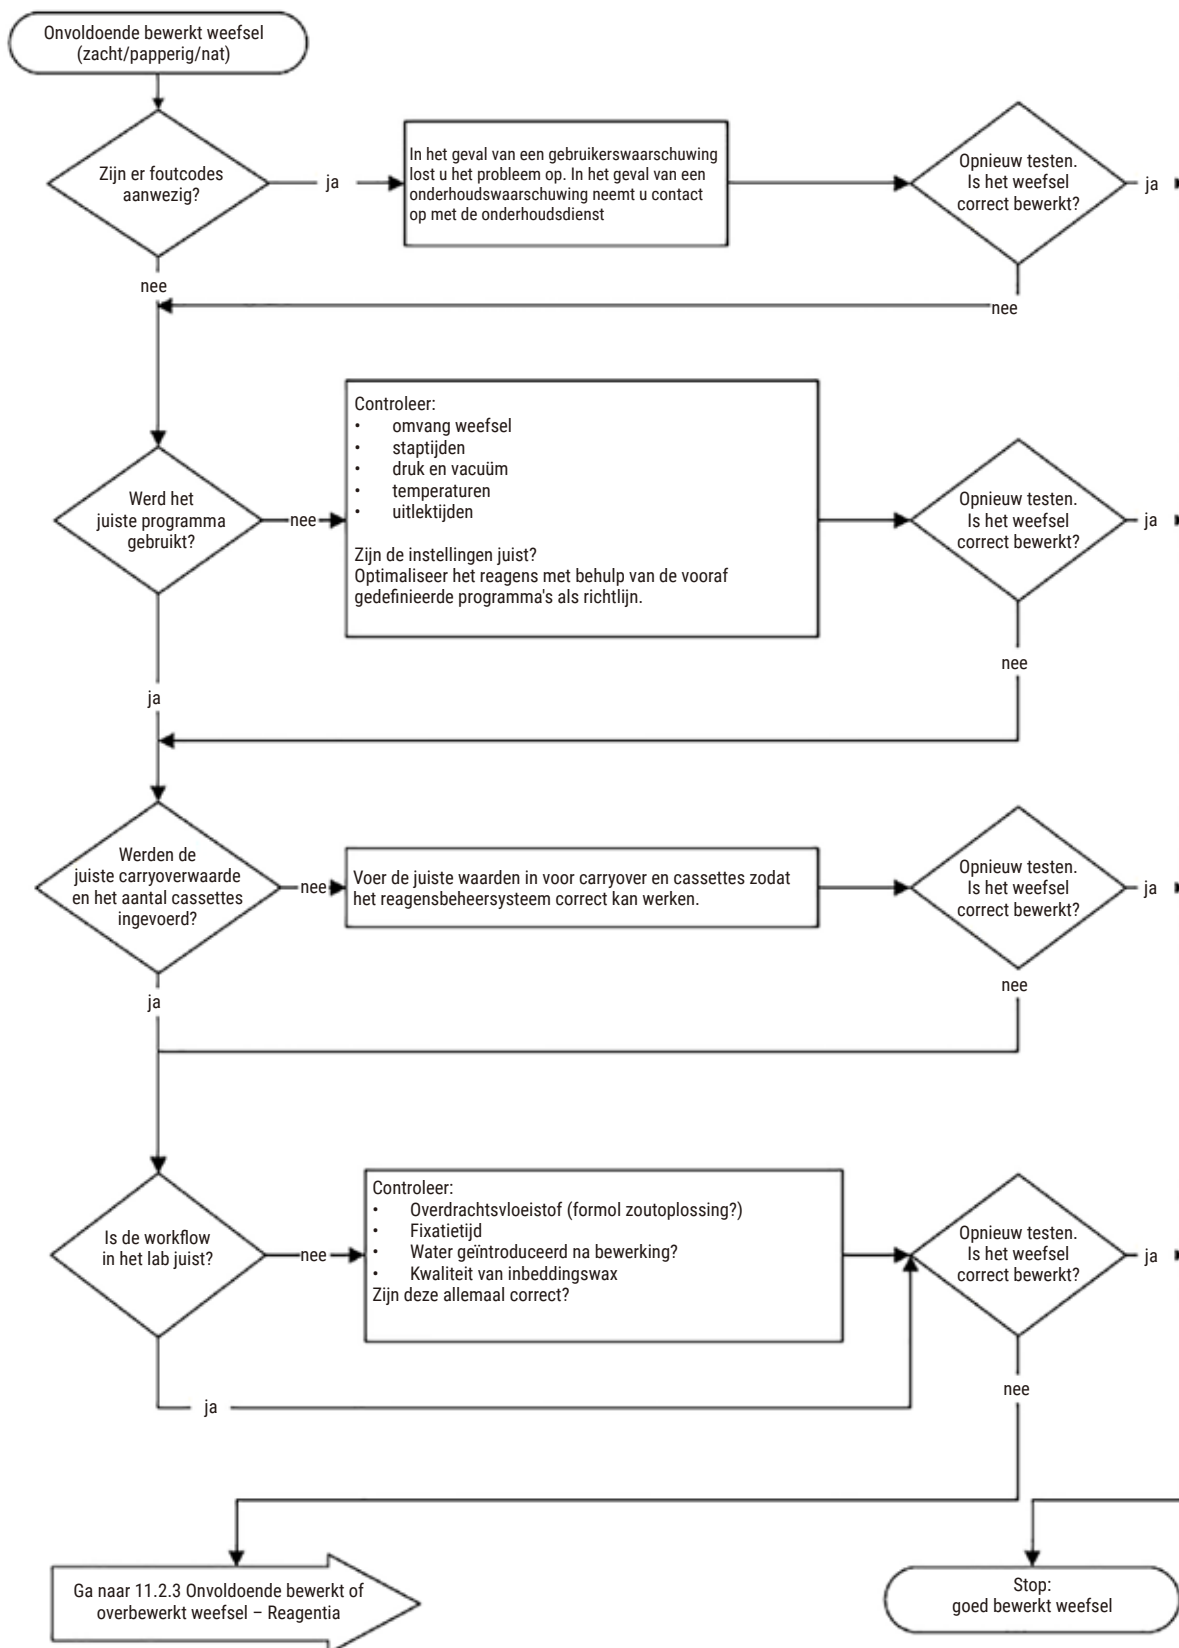 Onvoldoende bewerkt weefsel
(zacht/papperig/nat)
Zijn er foutcodes
aanwezig?
ja
In het geval van een gebruikerswaarschuwing
lost u het probleem op. In het geval van een
onderhoudswaarschuwing neemt u contact
op met de onderhoudsdienst
Opnieuw testen.
Is het weefsel
correct bewerkt?
ja
nee
nee
Werd het
juiste programma
gebruikt?
nee
Controleer:
• omvang weefsel
• staptijden
• druk en vacuüm
• temperaturen
• uitlektijden
Zijn de instellingen juist?
Optimaliseer het reagens met behulp van de vooraf
gedefinieerde programma's als richtlijn.
Opnieuw testen.
Is het weefsel
correct bewerkt?
ja
nee
ja
Werden de
juiste carryoverwaarde
en het aantal cassettes
ingevoerd?
nee
Voer de juiste waarden in voor carryover en cassettes zodat
het reagensbeheersysteem correct kan werken.
Opnieuw testen.
Is het weefsel
correct bewerkt?
ja
nee
ja
Is de workflow
in het lab juist?
nee
Controleer:
• Overdrachtsvloeistof (formol zoutoplossing?)
• Fixatietijd
• Water geïntroduceerd na bewerking?
• Kwaliteit van inbeddingswax
Zijn deze allemaal correct?
Opnieuw testen.
Is het weefsel
correct bewerkt?
ja
nee
ja
Ga naar 11.2.3 Onvoldoende bewerkt of
overbewerkt weefsel – Reagentia
Stop:
goed bewerkt weefsel